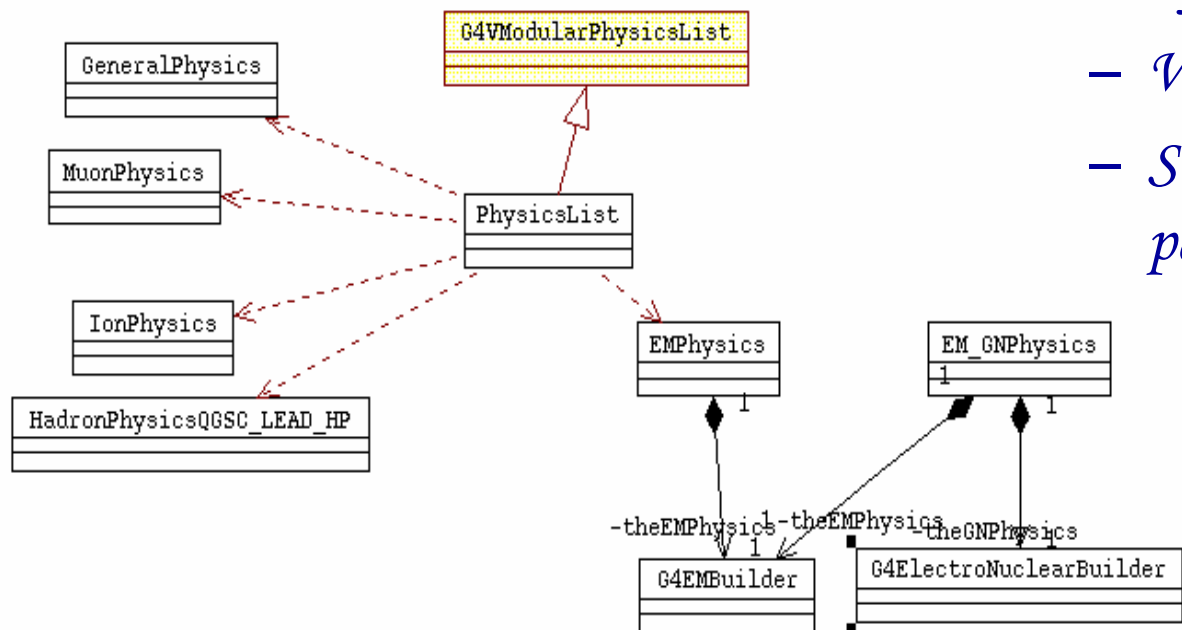 G4VModularPhysicsList
GeneralPhysics
MuonPhysics
PhysicsList
IonPhysics
EMPhysics
EM_GNPhysics
1
1
1
HadronPhysicsQGSC_LEAD_HP
-theEMPhysics
1
-theEMPhysics
-theGNPhysics
1
1
G4EMBuilder
G4ElectroNuclearBuilder